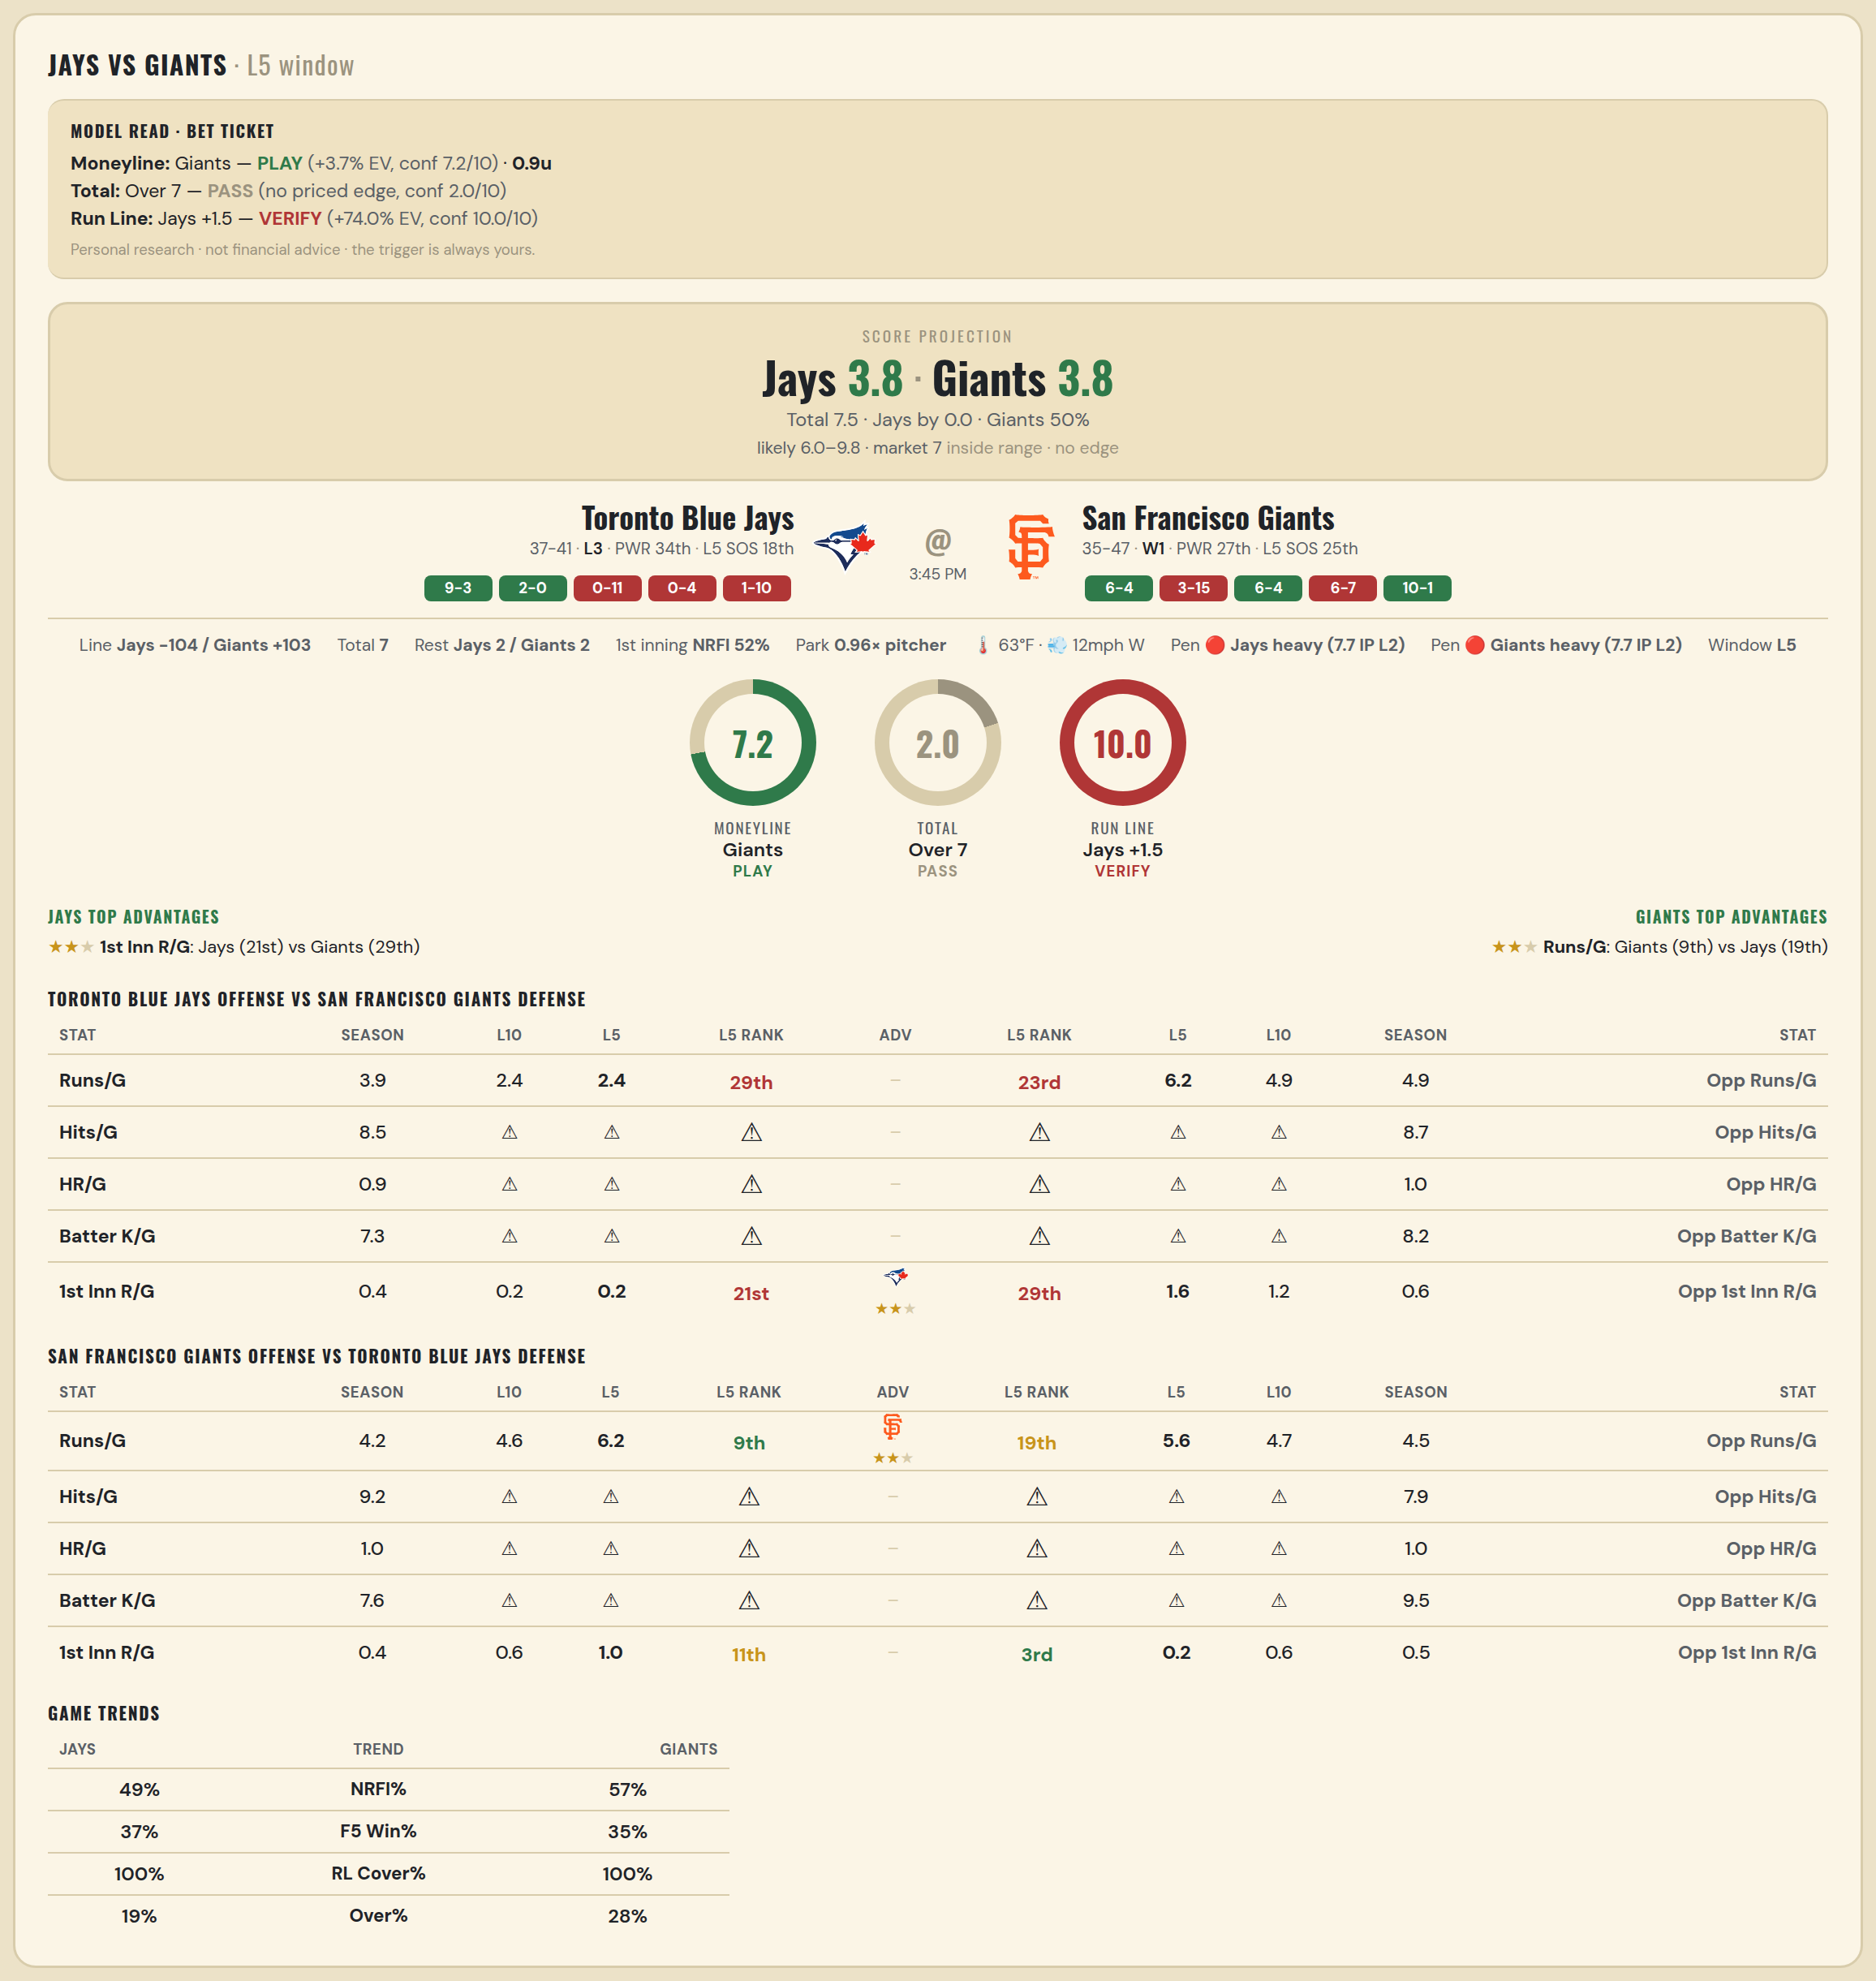 JAYS VS GIANTS · L5 window
MODEL READ · BET TICKET
Moneyline: Giants — PLAY (+3.7% EV, conf 7.2/10) · 0.9u
Total: Over 7 — PASS (no priced edge, conf 2.0/10)
Run Line: Jays +1.5 — VERIFY (+74.0% EV, conf 10.0/10)
Personal research · not financial advice · the trigger is always yours.
SCORE PROJECTION
Jays 3.8 · Giants 3.8
Total 7.5 · Jays by 0.0 · Giants 50%
likely 6.0–9.8 · market 7 inside range · no edge
Toronto Blue Jays
37-41 · L3 · PWR 34th · L5 SOS 18th
9-3 2-0 0-11 0-4 1-10
@
3:45 PM
San Francisco Giants
35-47 · W1 · PWR 27th · L5 SOS 25th
6-4 3-15 6-4 6-7 10-1
Line Jays -104 / Giants +103 Total 7 Rest Jays 2 / Giants 2 1st inning NRFI 52% Park 0.96× pitcher 🌡️ 63°F · 💨 12mph W Pen 🔴 Jays heavy (7.7 IP L2) Pen 🔴 Giants heavy (7.7 IP L2) Window L5
7.2 2.0 10.0
MONEYLINE TOTAL RUN LINE
Giants Over 7 Jays +1.5
PLAY PASS VERIFY
JAYS TOP ADVANTAGES
★★★ 1st Inn R/G: Jays (21st) vs Giants (29th)
GIANTS TOP ADVANTAGES
★★★ Runs/G: Giants (9th) vs Jays (19th)
TORONTO BLUE JAYS OFFENSE VS SAN FRANCISCO GIANTS DEFENSE
STAT SEASON L10 L5 L5 RANK ADV L5 RANK L5 L10 SEASON STAT
Runs/G 3.9 2.4 2.4 29th — 23rd 6.2 4.9 4.9 Opp Runs/G
Hits/G 8.5 ⚠ ⚠ ⚠ — ⚠ ⚠ ⚠ 8.7 Opp Hits/G
HR/G 0.9 ⚠ ⚠ ⚠ — ⚠ ⚠ ⚠ 1.0 Opp HR/G
Batter K/G 7.3 ⚠ ⚠ ⚠ — ⚠ ⚠ ⚠ 8.2 Opp Batter K/G
1st Inn R/G 0.4 0.2 0.2 21st ★★★ 29th 1.6 1.2 0.6 Opp 1st Inn R/G
SAN FRANCISCO GIANTS OFFENSE VS TORONTO BLUE JAYS DEFENSE
STAT SEASON L10 L5 L5 RANK ADV L5 RANK L5 L10 SEASON STAT
Runs/G 4.2 4.6 6.2 9th SF ★★★ 19th 5.6 4.7 4.5 Opp Runs/G
Hits/G 9.2 ⚠ ⚠ ⚠ — ⚠ ⚠ ⚠ 7.9 Opp Hits/G
HR/G 1.0 ⚠ ⚠ ⚠ — ⚠ ⚠ ⚠ 1.0 Opp HR/G
Batter K/G 7.6 ⚠ ⚠ ⚠ — ⚠ ⚠ ⚠ 9.5 Opp Batter K/G
1st Inn R/G 0.4 0.6 1.0 11th — 3rd 0.2 0.6 0.5 Opp 1st Inn R/G
GAME TRENDS
JAYS TREND GIANTS
49% NRFI% 57%
37% F5 Win% 35%
100% RL Cover% 100%
19% Over% 28%